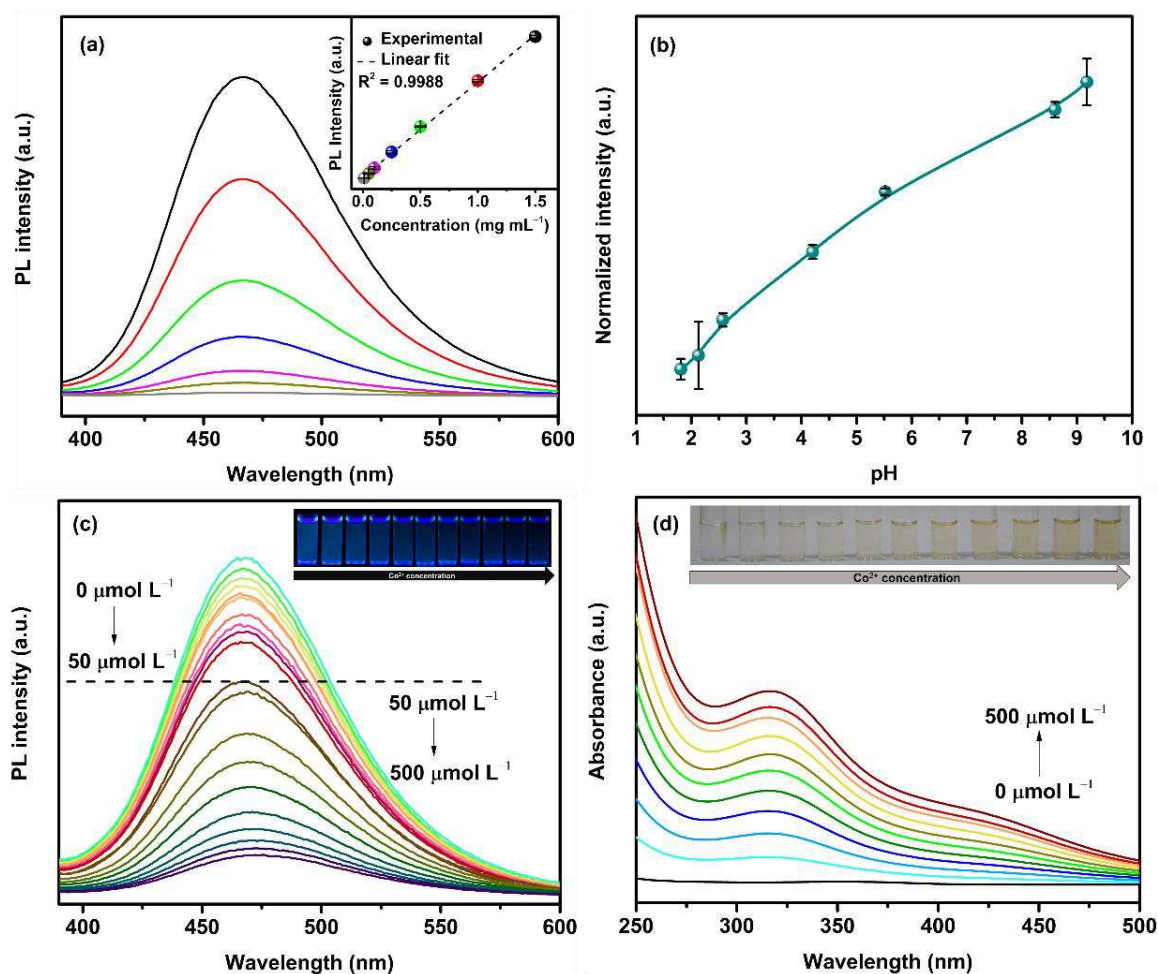 (a)
Experimental
Linear fit
R² = 0.9988
PL Intensity (a.u.)
0.0 0.5 1.0 1.5
Concentration (mg mL⁻¹)
PL intensity (a.u.)
400 450 500 550 600
Wavelength (nm)
(b)
Normalized intensity (a.u.)
1 2 3 4 5 6 7 8 9 10
pH
(c)
Co²⁺ concentration
0 μmol L⁻¹
50 μmol L⁻¹
50 μmol L⁻¹
500 μmol L⁻¹
PL intensity (a.u.)
400 450 500 550 600
Wavelength (nm)
(d)
Co²⁺ concentration
500 μmol L⁻¹
0 μmol L⁻¹
Absorbance (a.u.)
250 300 350 400 450 500
Wavelength (nm)